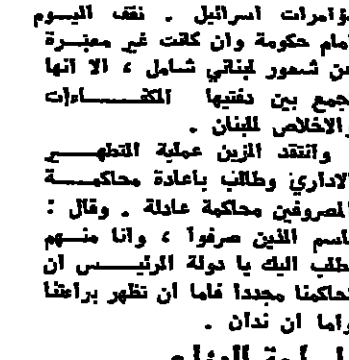 مؤامرات اسرائيل . نقف اليوم
امام حكومة وان كانت غير معبرة
عن شعور لبناني شامل ، الا انها
تجمع بين دفتيها الكفاءات
والاخلاص للبنان .
وانتقد الزين عملية التطهير
الاداري وطالب باعادة محاكمة
المصروفين محاكمة عادلة . وقال :
باسم الذين صرفوا ، وانا منهم
نطلب اليك يا دولة الرئيس ان
تحاكمنا مجددا فاما ان تظهر براءتنا
واما ان ندان .